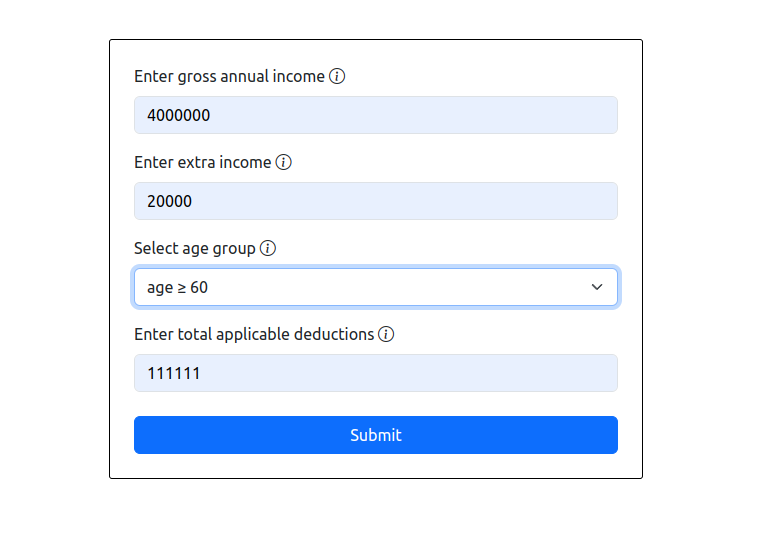 Enter gross annual income
4000000
Enter extra income
20000
Select age group
age ≥ 60
Enter total applicable deductions
111111
Submit